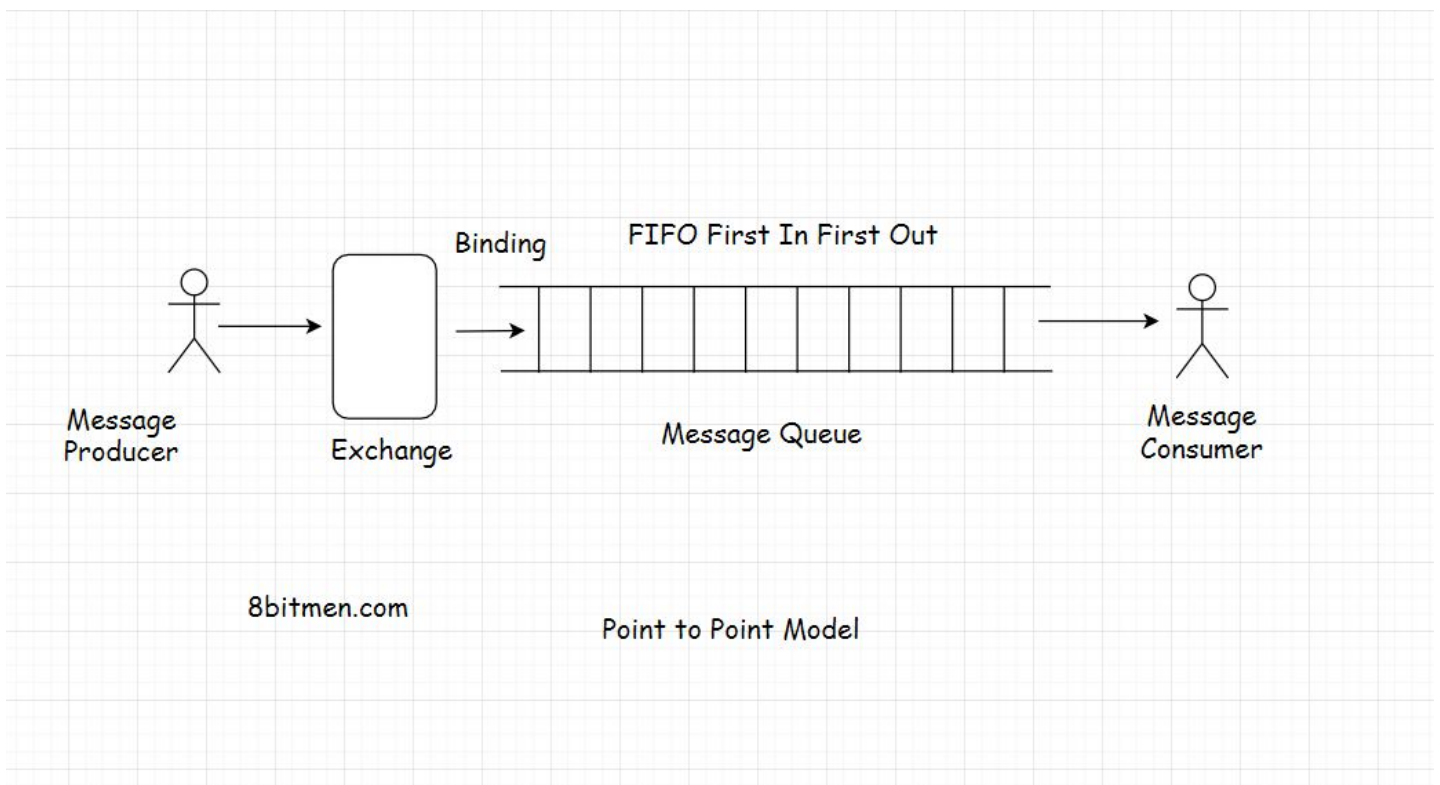 Binding
FIFO First In First Out
Message
Producer
Exchange
Message Queue
Message
Consumer
8bitmen.com
Point to Point Model